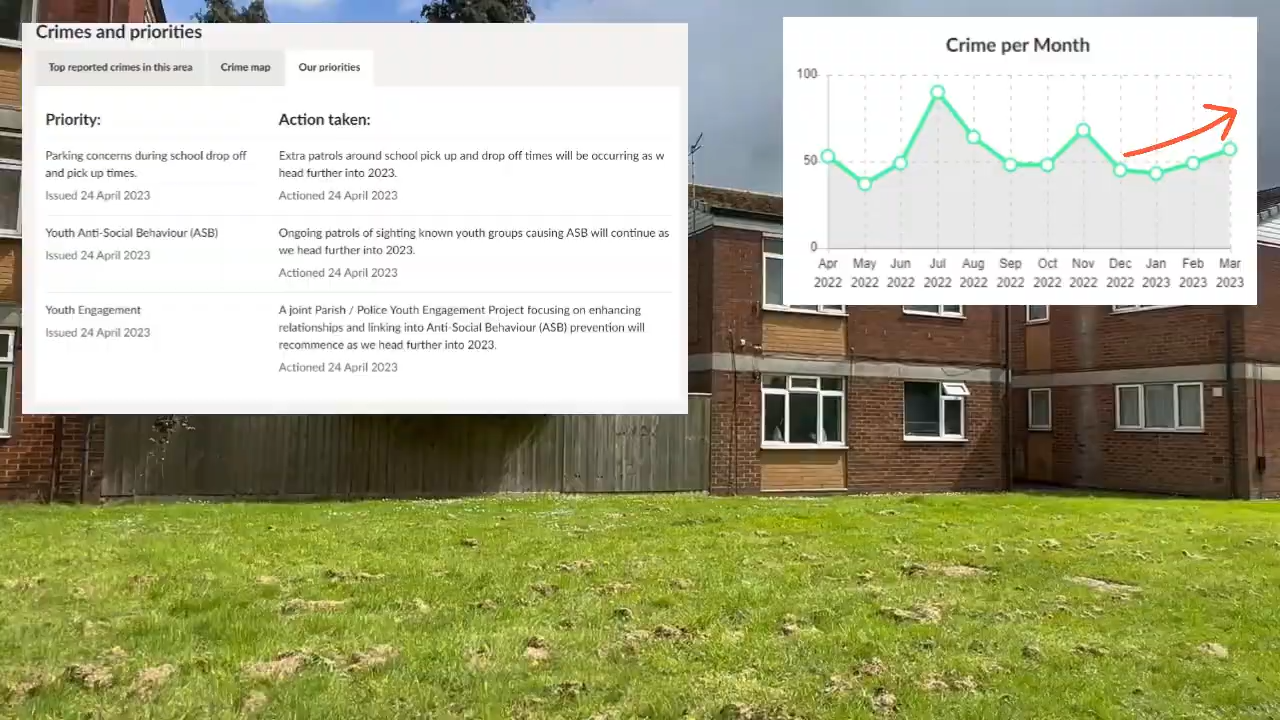 Crimes and priorities
Top reported crimes in this area
Crime map
Our priorities
Priority:
Action taken:
Parking concerns during school drop off
and pick up times.
Issued 24 April 2023
Extra patrols around school pick up and drop off times will be occurring as w
head further into 2023.
Actioned 24 April 2023
Youth Anti-Social Behaviour (ASB)
Issued 24 April 2023
Ongoing patrols of sighting known youth groups causing ASB will continue as
we head further into 2023.
Actioned 24 April 2023
Youth Engagement
Issued 24 April 2023
A joint Parish / Police Youth Engagement Project focusing on enhancing
relationships and linking into Anti-Social Behaviour (ASB) prevention will
recommence as we head further into 2023.
Actioned 24 April 2023
Crime per Month
100
50
0
Apr May Jun Jul Aug Sep Oct Nov Dec Jan Feb Mar
2022 2022 2022 2022 2022 2022 2022 2022 2022 2023 2023 2023